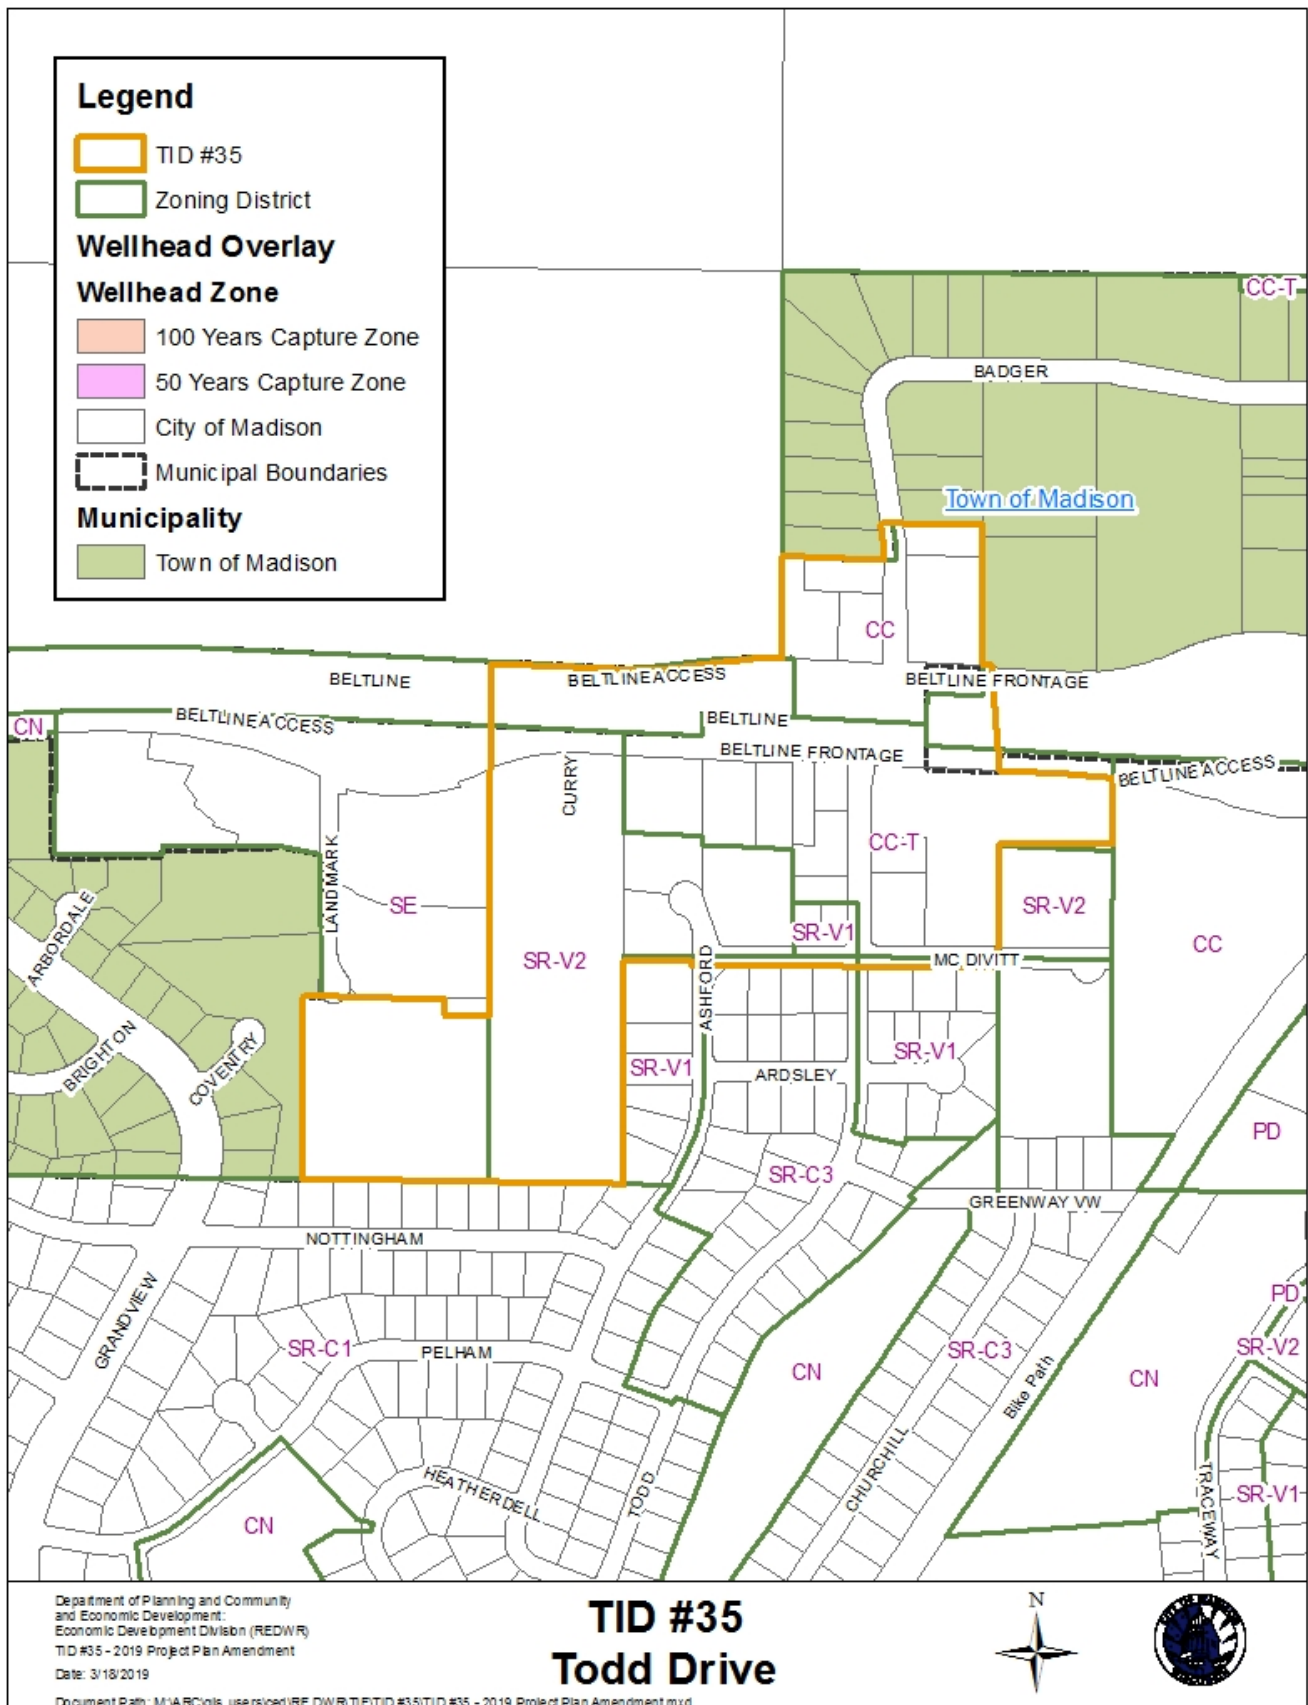 Legend
TID #35
Zoning District
Wellhead Overlay
Wellhead Zone
100 Years Capture Zone
50 Years Capture Zone
City of Madison
Municipal Boundaries
Municipality
Town of Madison
CC-T
BADGER
Town of Madison
CC
BELTLINE
BELTLINE ACCESS
BELTLINE FRONTAGE
CN
BELTLINE ACCESS
BELTLINE
BELTLINE FRONTAGE
BELTLINE ACCESS
CURRY
CC-T
LANDMARK
SE
SR-V2
ARBORDALE
SR-V1
CC
SR-V2
MC DIVITT
ASHFORD
BRIGHTON
COVENTRY
SR-V1
SR-V1
ARDSLEY
PD
SR-C3
GREENWAY VW
NOTTINGHAM
GRANDVIEW
PD
SR-C1
PELHAM
SR-C3
SR-V2
CN
Bike Path
CN
CHURCHILL
HEATHERDELL
TODD
TRACEWAY
SR-V1
CN
Department of Planning and Community
and Economic Development:
Economic Development Division (REDWR)
TID #35 - 2019 Project Plan Amendment
Date: 3/18/2019
TID #35
Todd Drive
N